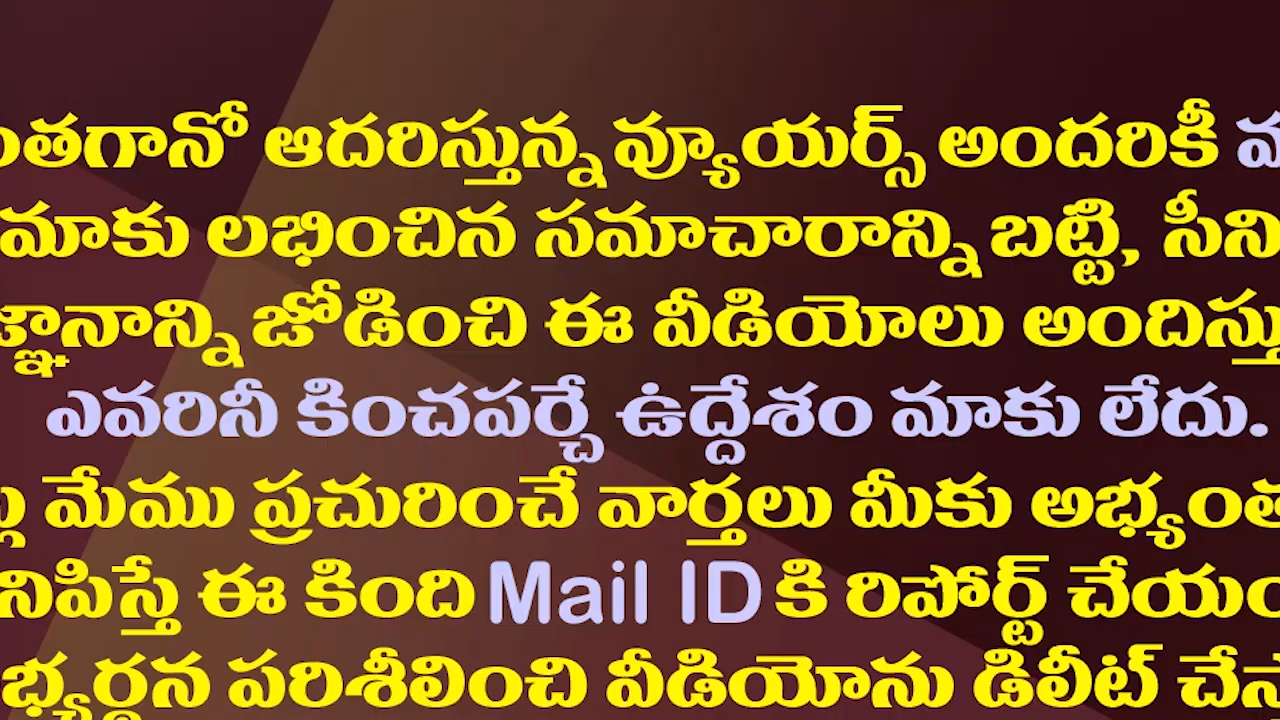 ంతగానో ఆదరిస్తున్న వ్యూయర్స్ అందరికీ
మాకు లభించిన సమాచారాన్ని బట్టి, సీని
జ్ఞానాన్ని జోడించి ఈ వీడియోలు అందిస్తు
ఎవరినీ కించపర్చే ఉద్దేశం మాకు లేదు.
మేము ప్రచురించే వార్తలు మీకు అభ్యంత
నిపిస్తే ఈ కింది Mail ID కి రిపోర్ట్ చేయం
భ్యర్థన పరిశీలించి వీడియోను డిలీట్ చేస